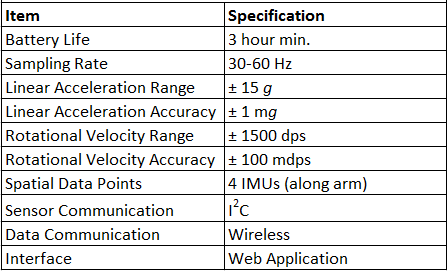 Item Specification
Battery Life 3 hour min.
Sampling Rate 30-60 Hz
Linear Acceleration Range ± 15 g
Linear Acceleration Accuracy ± 1 mg
Rotational Velocity Range ± 1500 dps
Rotational Velocity Accuracy ± 100 mdps
Spatial Data Points 4 IMUs (along arm)
Sensor Communication I²C
Data Communication Wireless
Interface Web Application